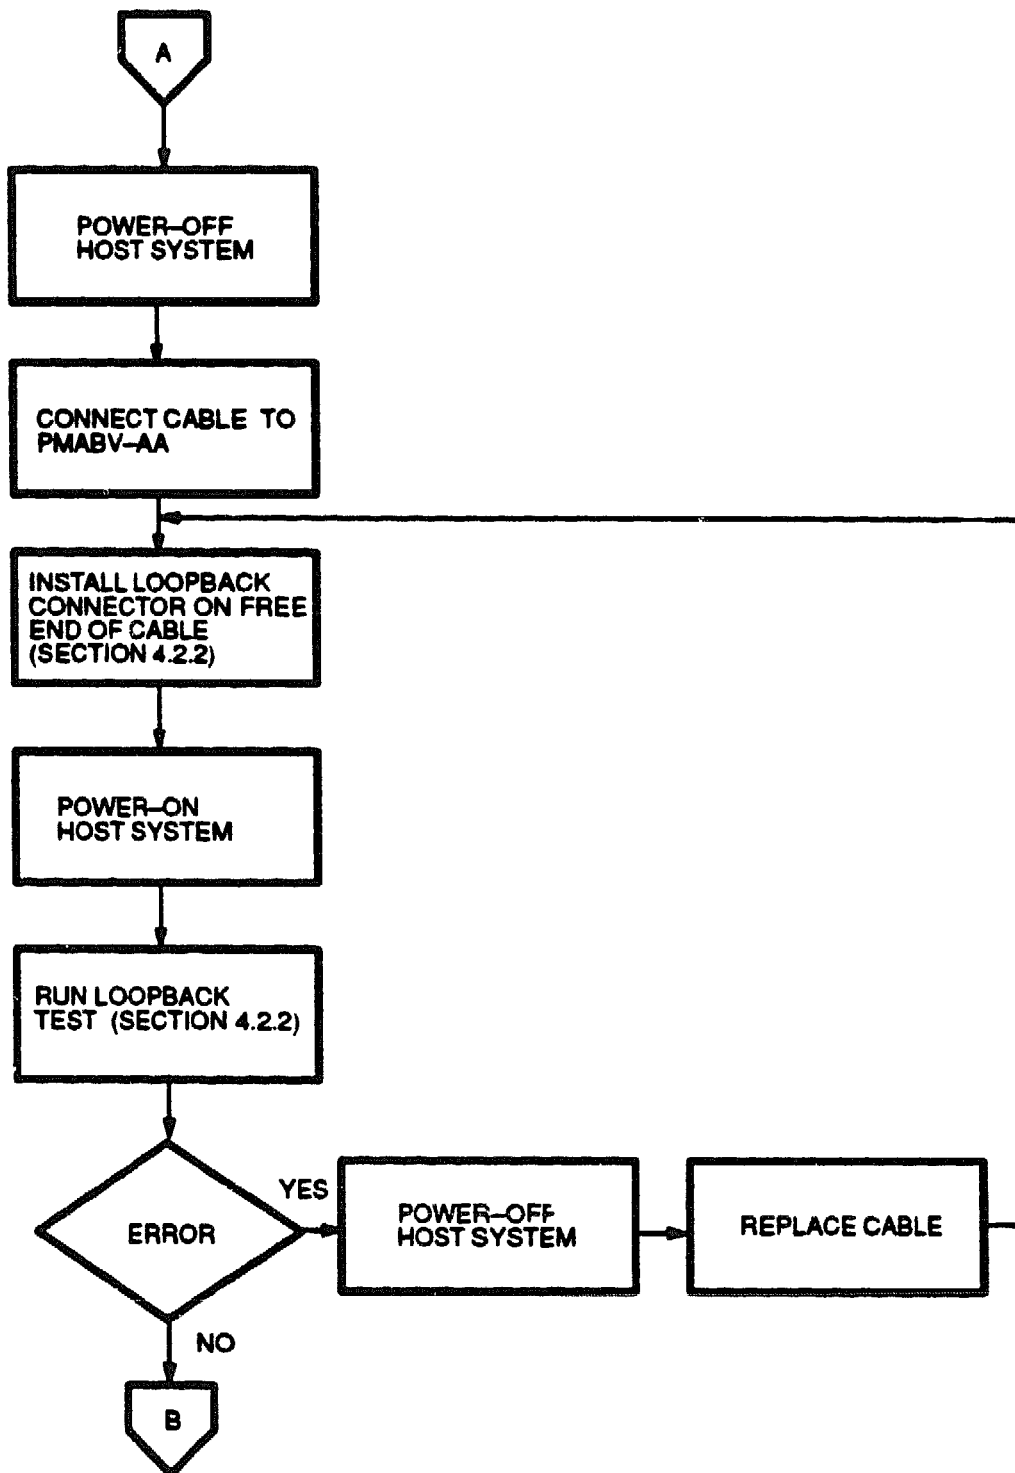 A
POWER–OFF
HOST SYSTEM
CONNECT CABLE TO
PMABV–AA
INSTALL LOOPBACK
CONNECTOR ON FREE
END OF CABLE
(SECTION 4.2.2)
POWER–ON
HOST SYSTEM
RUN LOOPBACK
TEST (SECTION 4.2.2)
ERROR
YES
POWER–OFF
HOST SYSTEM
REPLACE CABLE
NO
B